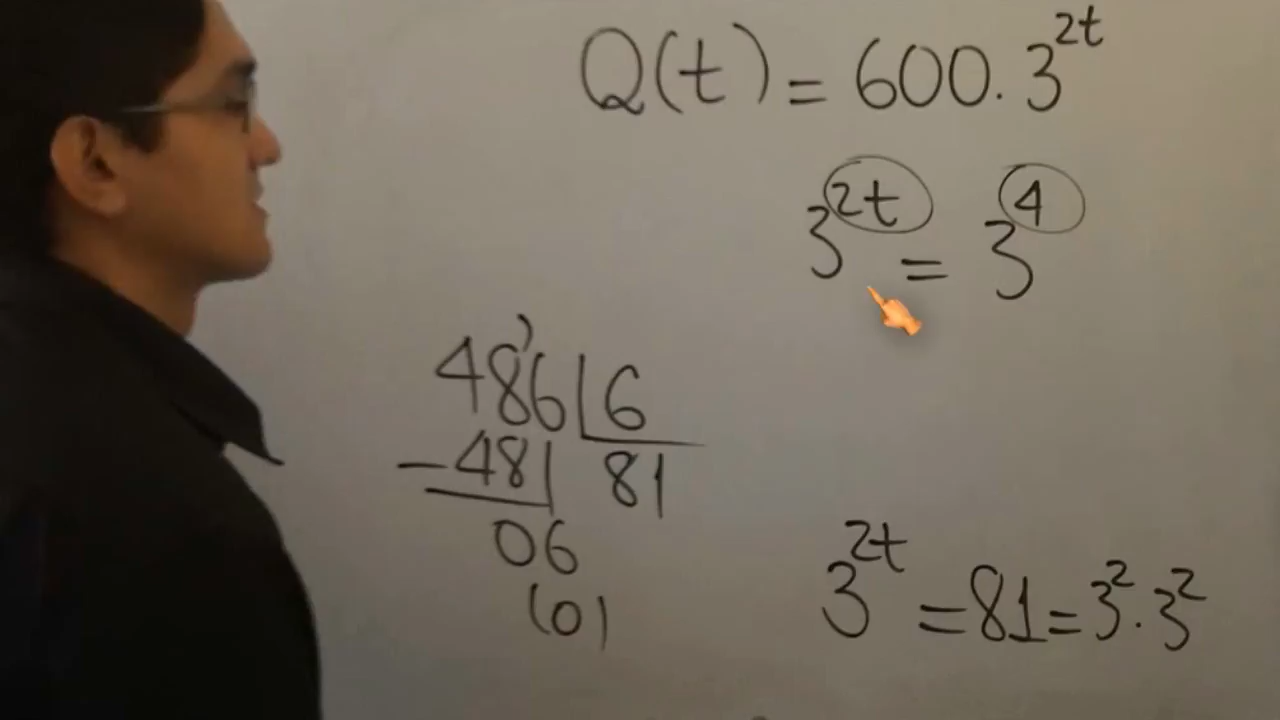 Q(t) = 600.3^2t
3^2t = 3^4
486 6
-48 81
06
(0)
3^2t = 81 = 3^2 . 3^2